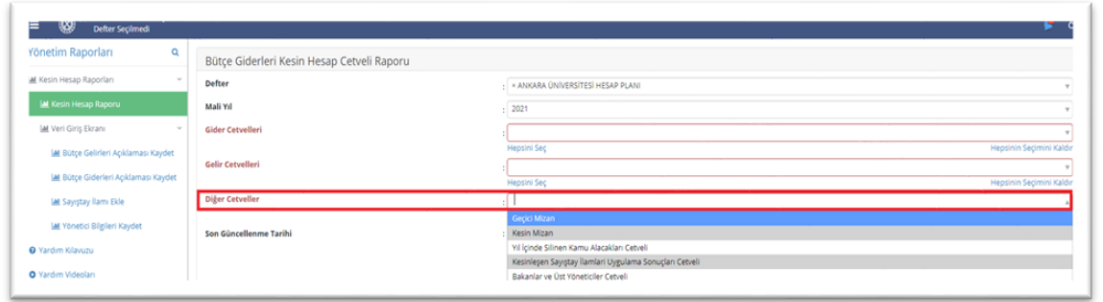 Defter Seçilmedi
Yönetim Raporları
Kesin Hesap Raporları
Kesin Hesap Raporu
Veri Giriş Ekranı
Bütçe Gelirleri Açıklaması Kaydet
Bütçe Giderleri Açıklaması Kaydet
Sayıştay İlamı Ekle
Yönetici Bilgileri Kaydet
Yardım Kılavuzu
Yardım Videoları
Bütçe Giderleri Kesin Hesap Cetveli Raporu
Defter : × ANKARA ÜNİVERSİTESİ HESAP PLANI
Mali Yıl : 2021
Gider Cetvelleri :
Hepsini Seç Hepsinin Seçimini Kaldır
Gelir Cetvelleri :
Hepsini Seç Hepsinin Seçimini Kaldır
Diğer Cetveller :
Geçici Mizan
Son Güncellenme Tarihi : Kesin Mizan
Yıl İçinde Silinen Kamu Alacakları Cetveli
Kesinleşen Sayıştay İlamları Uygulama Sonuçları Cetveli
Bakanlar ve Üst Yöneticiler Cetveli